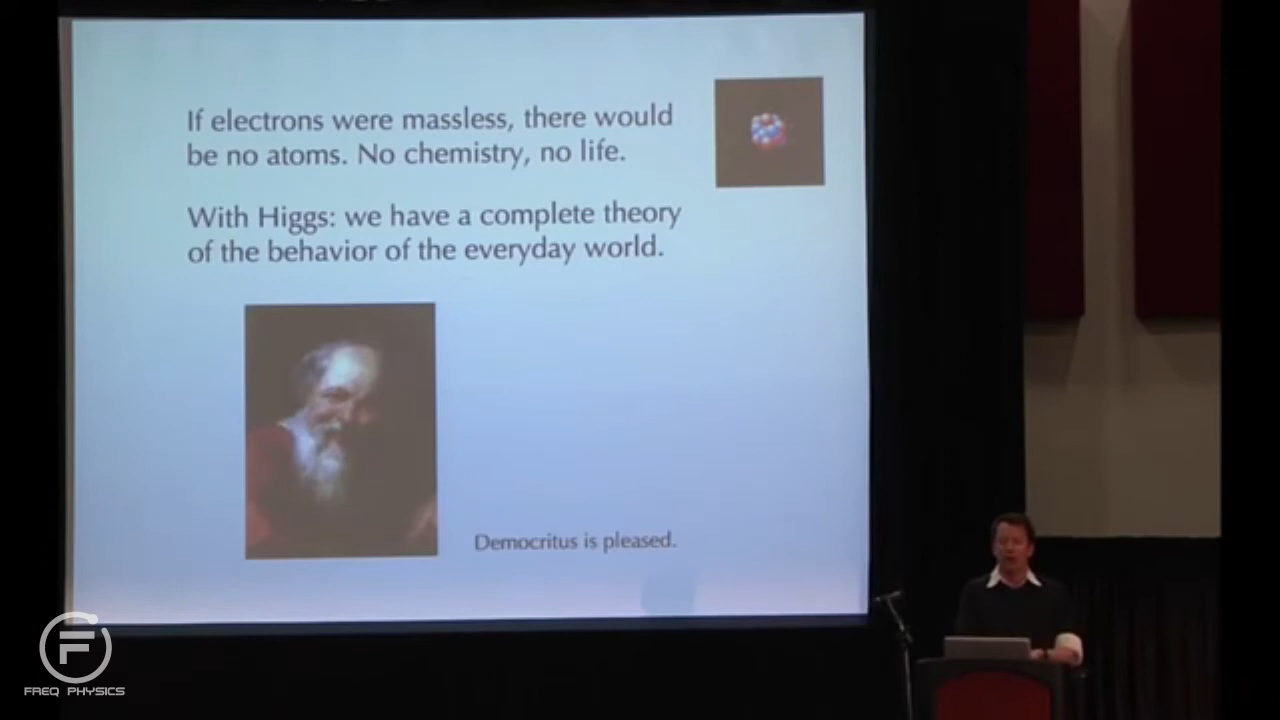 If electrons were massless, there would
be no atoms. No chemistry, no life.
With Higgs: we have a complete theory
of the behavior of the everyday world.
Democritus is pleased.
F
FREQ PHYSICS